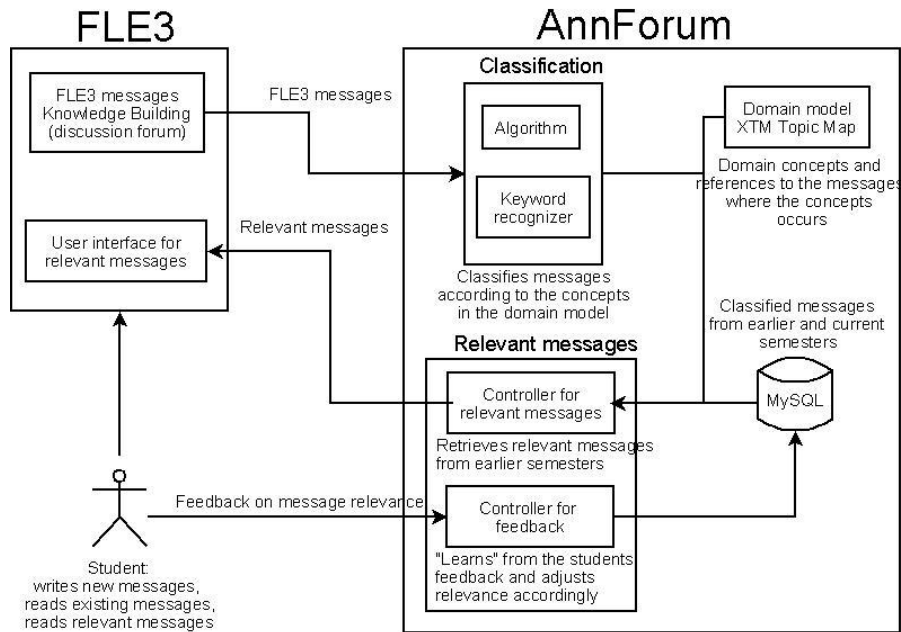 FLE3
AnnForum
FLE3 messages
Knowledge Building
(discussion forum)
FLE3 messages
Classification
Algorithm
Keyword
recognizer
Classifies messages
according to the concepts
in the domain model
Domain model
XTM Topic Map
Domain concepts and
references to the messages
where the concepts
occurs
User interface for
relevant messages
Relevant messages
Classified messages
from earlier and current
semesters
MySQL
Relevant messages
Controller for
relevant messages
Retrieves relevant messages
from earlier semesters
Feedback on message relevance
Controller for
feedback
"Learns" from the students
feedback and adjusts
relevance accordingly
Student:
writes new messages,
reads existing messages,
reads relevant messages